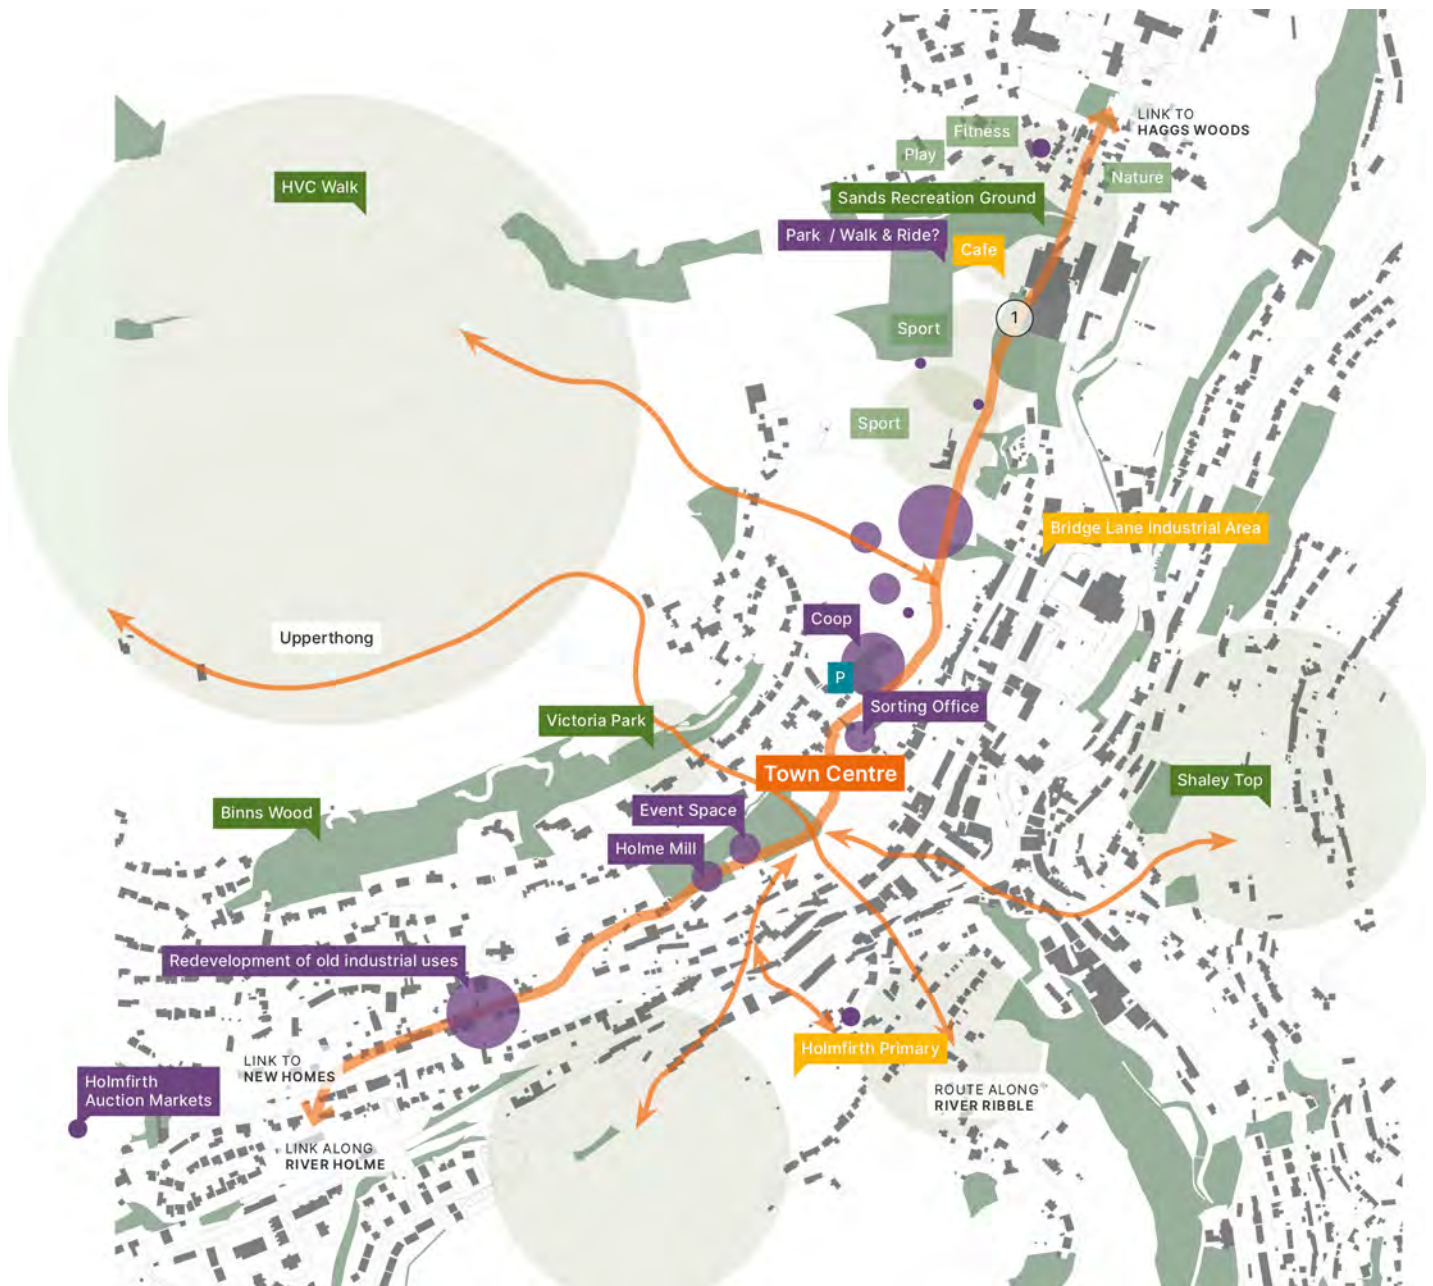 LINK TO
HAGGS WOODS
Fitness
Play
Nature
HVC Walk
Sands Recreation Ground
Park / Walk & Ride?
Cafe
1
Sport
Sport
Bridge Lane Industrial Area
Coop
Upperthong
P
Sorting Office
Victoria Park
Town Centre
Shaley Top
Event Space
Binns Wood
Holme Mill
Redevelopment of old industrial uses
Holmfirth Primary
LINK TO
NEW HOMES
Holmfirth
Auction Markets
ROUTE ALONG
RIVER RIBBLE
LINK ALONG
RIVER HOLME